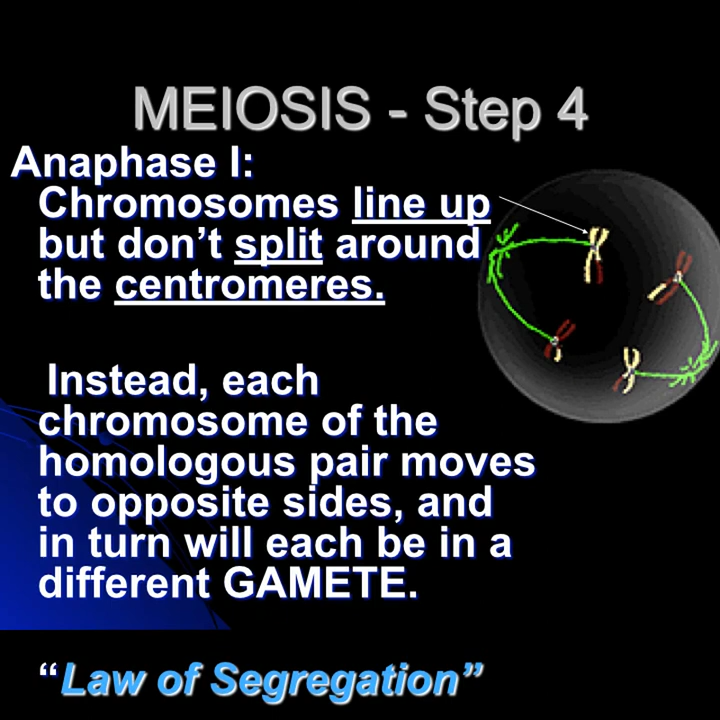 MEIOSIS - Step 4
Anaphase I:
Chromosomes line up
but don’t split around
the centromeres.
Instead, each
chromosome of the
homologous pair moves
to opposite sides, and
in turn will each be in a
different GAMETE.
“Law of Segregation”